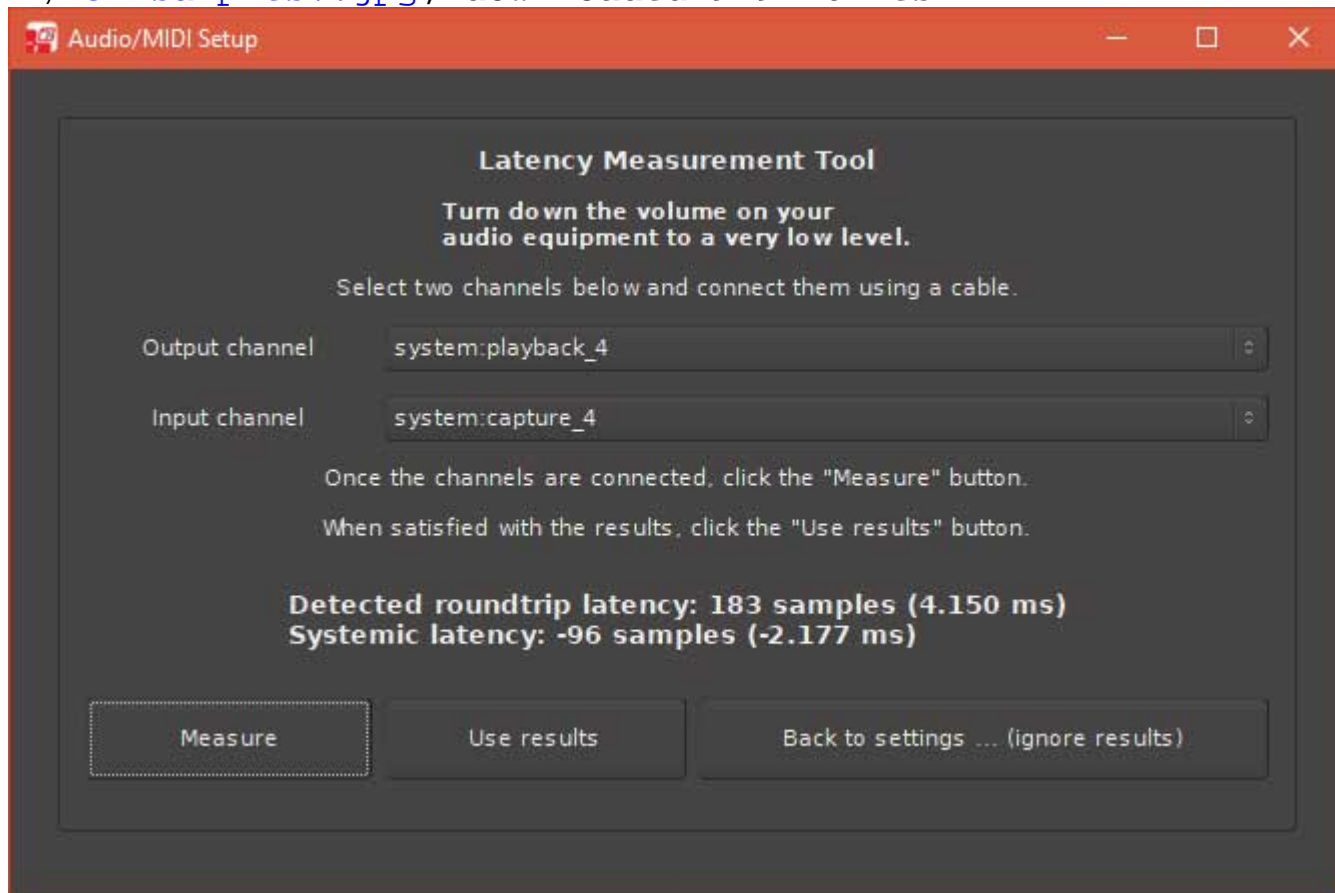 Audio/MIDI Setup
Latency Measurement Tool
Turn down the volume on your
audio equipment to a very low level.
Select two channels below and connect them using a cable.
Output channel system:playback_4
Input channel system:capture_4
Once the channels are connected, click the "Measure" button.
When satisfied with the results, click the "Use results" button.
Detected roundtrip latency: 183 samples (4.150 ms)
Systemic latency: -96 samples (-2.177 ms)
Measure Use results Back to settings ... (ignore results)